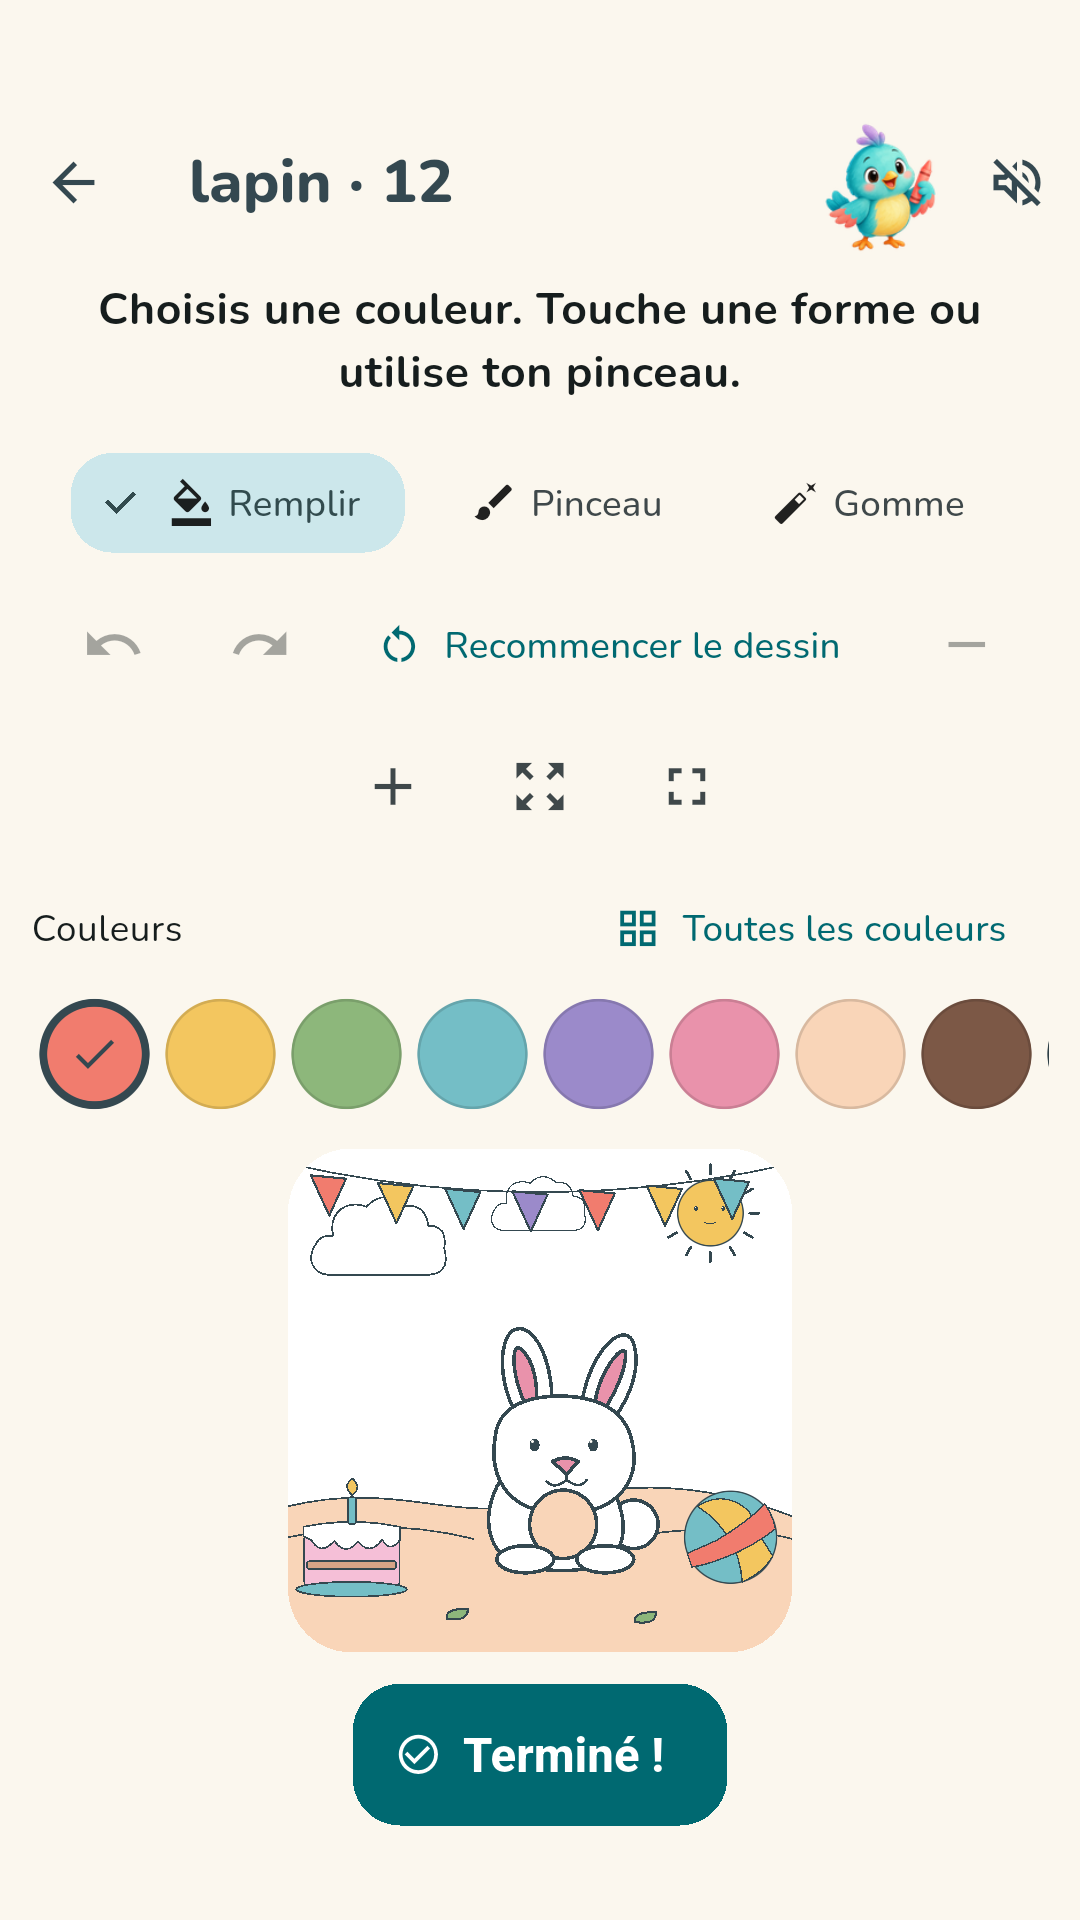 lapin · 12
Choisis une couleur. Touche une forme ou
utilise ton pinceau.
Remplir
Pinceau
Gomme
Recommencer le dessin
Couleurs
Toutes les couleurs
Terminé !